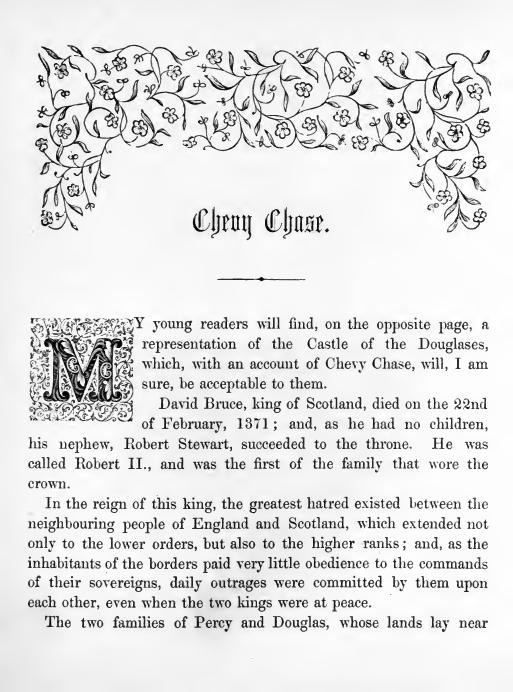 Chevy Chase.
MY young readers will find, on the opposite page, a
representation of the Castle of the Douglases,
which, with an account of Chevy Chase, will, I am
sure, be acceptable to them.
David Bruce, king of Scotland, died on the 22nd
of February, 1371; and, as he had no children,
his nephew, Robert Stewart, succeeded to the throne. He was
called Robert II., and was the first of the family that wore the
crown.
In the reign of this king, the greatest hatred existed between the
neighbouring people of England and Scotland, which extended not
only to the lower orders, but also to the higher ranks; and, as the
inhabitants of the borders paid very little obedience to the commands
of their sovereigns, daily outrages were committed by them upon
each other, even when the two kings were at peace.
The two families of Percy and Douglas, whose lands lay near